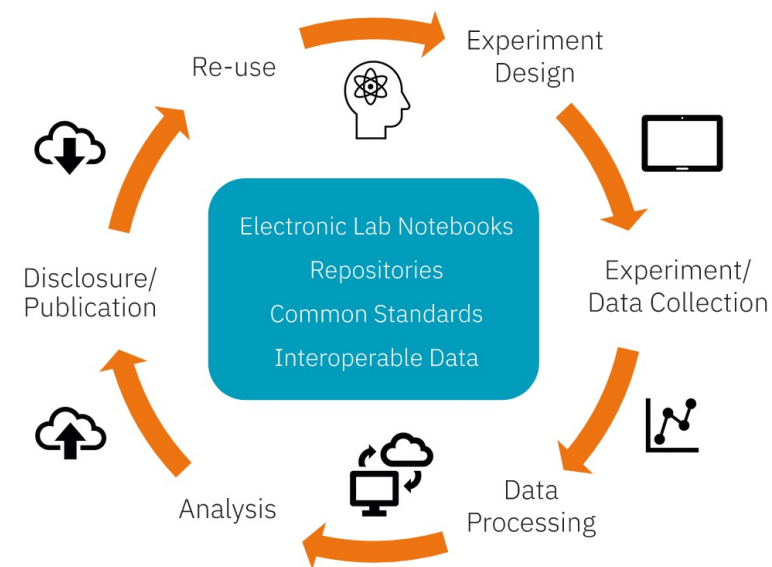 Re-use
Experiment
Design
Electronic Lab Notebooks
Repositories
Common Standards
Interoperable Data
Experiment/
Data Collection
Data
Processing
Analysis
Disclosure/
Publication